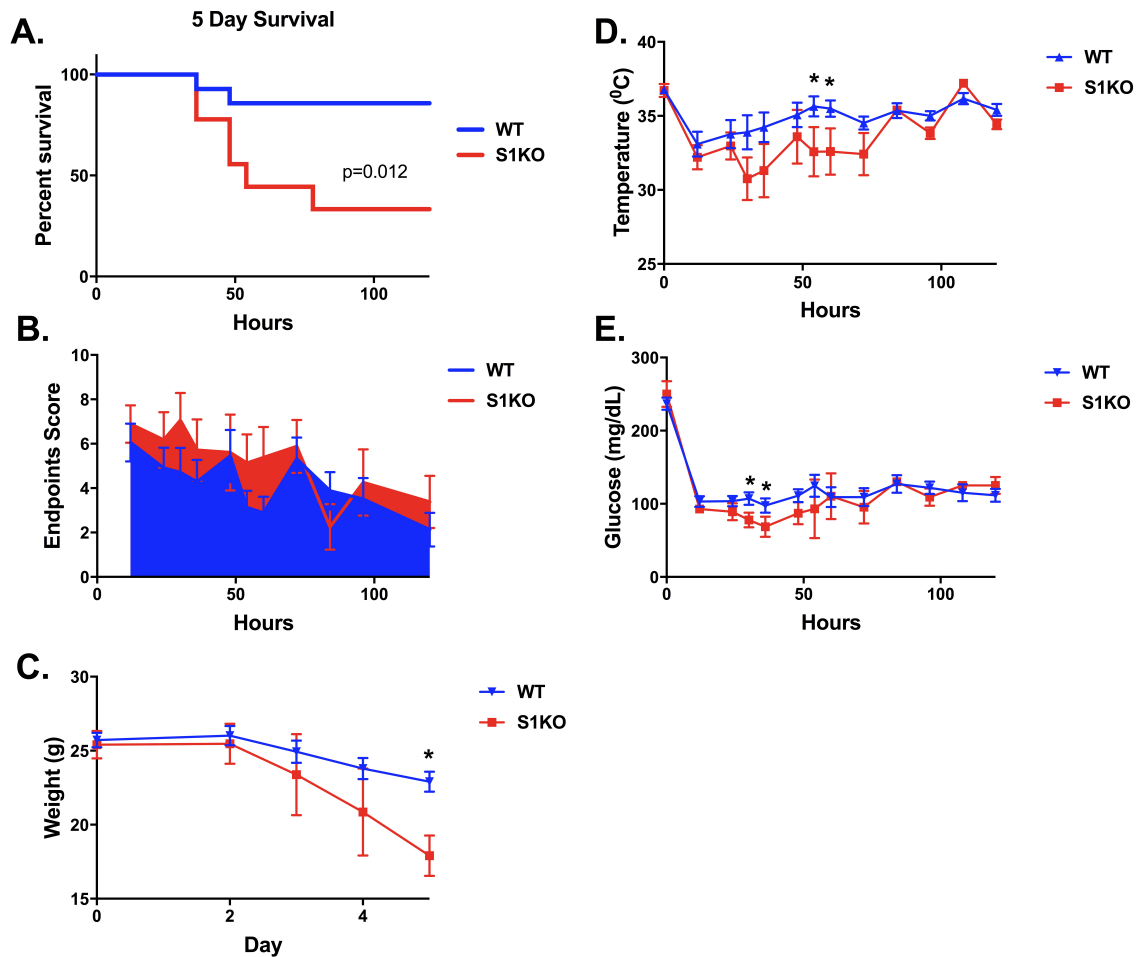 A.
5 Day Survival
Percent survival
100
50
0
0
50
100
Hours
WT
S1KO
p=0.012
B.
Endpoints Score
10
8
6
4
2
0
0
50
100
Hours
WT
S1KO
C.
Weight (g)
30
25
20
15
0
2
4
Day
WT
S1KO
*
D.
Temperature (⁰C)
40
35
30
25
0
50
100
Hours
WT
S1KO
* *
E.
Glucose (mg/dL)
300
200
100
0
0
50
100
Hours
WT
S1KO
* *